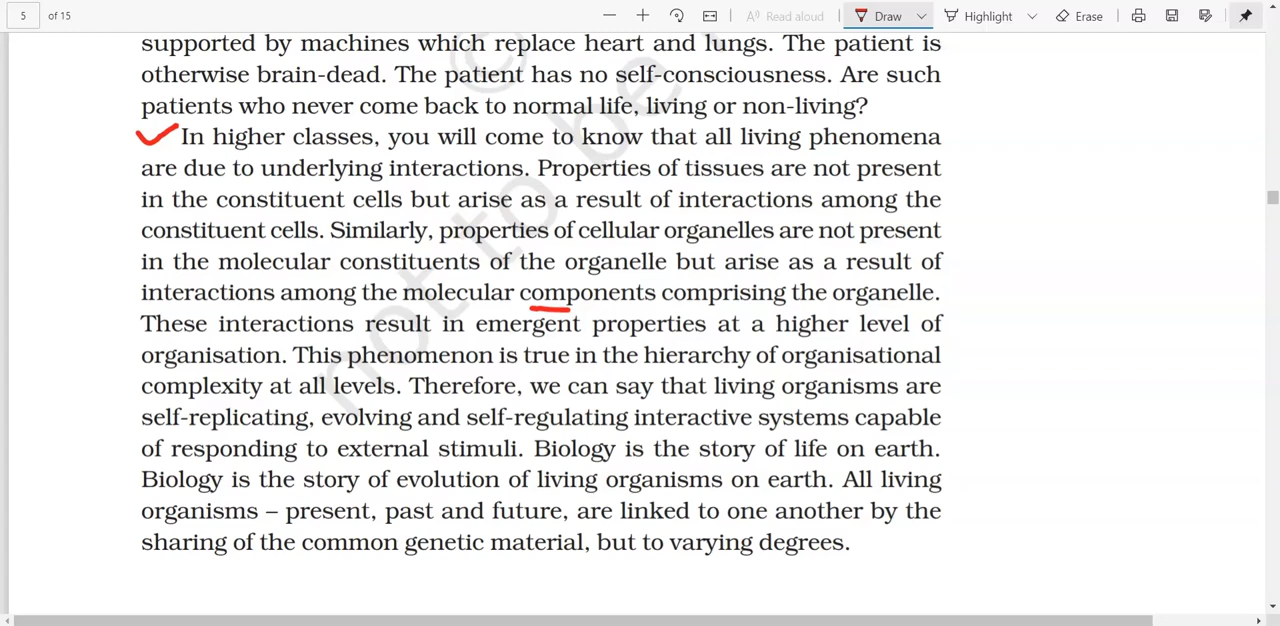 5 of 15 Read aloud Draw Highlight Erase
supported by machines which replace heart and lungs. The patient is
otherwise brain-dead. The patient has no self-consciousness. Are such
patients who never come back to normal life, living or non-living?
In higher classes, you will come to know that all living phenomena
are due to underlying interactions. Properties of tissues are not present
in the constituent cells but arise as a result of interactions among the
constituent cells. Similarly, properties of cellular organelles are not present
in the molecular constituents of the organelle but arise as a result of
interactions among the molecular components comprising the organelle.
These interactions result in emergent properties at a higher level of
organisation. This phenomenon is true in the hierarchy of organisational
complexity at all levels. Therefore, we can say that living organisms are
self-replicating, evolving and self-regulating interactive systems capable
of responding to external stimuli. Biology is the story of life on earth.
Biology is the story of evolution of living organisms on earth. All living
organisms – present, past and future, are linked to one another by the
sharing of the common genetic material, but to varying degrees.
© not to be